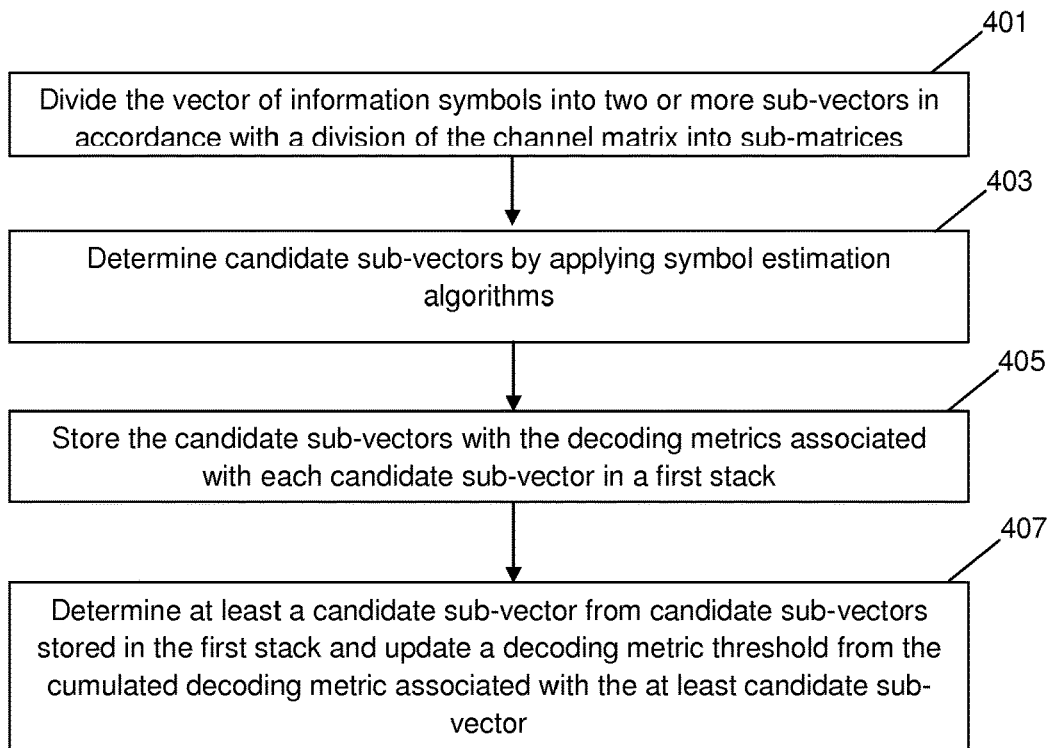 401
Divide the vector of information symbols into two or more sub-vectors in
accordance with a division of the channel matrix into sub-matrices
403
Determine candidate sub-vectors by applying symbol estimation
algorithms
405
Store the candidate sub-vectors with the decoding metrics associated
with each candidate sub-vector in a first stack
407
Determine at least a candidate sub-vector from candidate sub-vectors
stored in the first stack and update a decoding metric threshold from the
cumulated decoding metric associated with the at least candidate sub-
vector